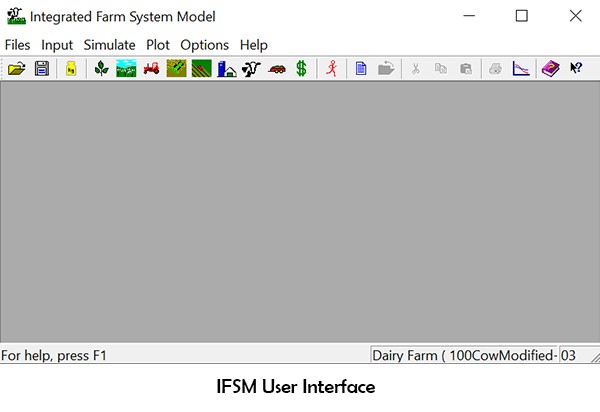 Integrated Farm System Model
Files Input Simulate Plot Options Help
For help, press F1
Dairy Farm ( 100CowModified- 03
IFSM User Interface